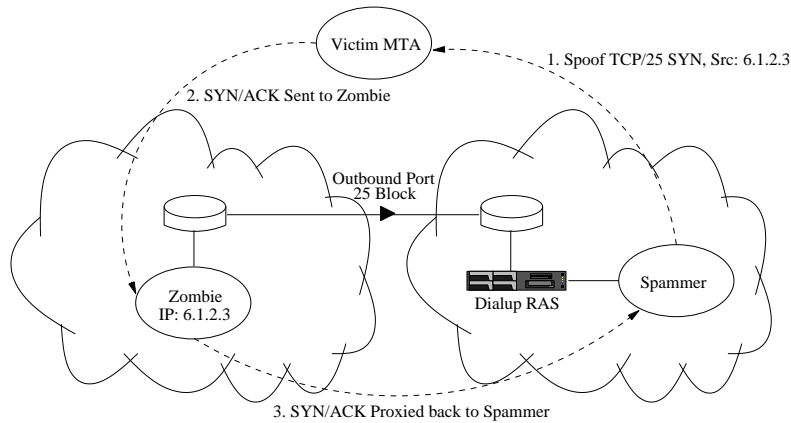 Victim MTA
1. Spoof TCP/25 SYN, Src: 6.1.2.3
2. SYN/ACK Sent to Zombie
Outbound Port
25 Block
Zombie
IP: 6.1.2.3
Dialup RAS
Spammer
3. SYN/ACK Proxied back to Spammer